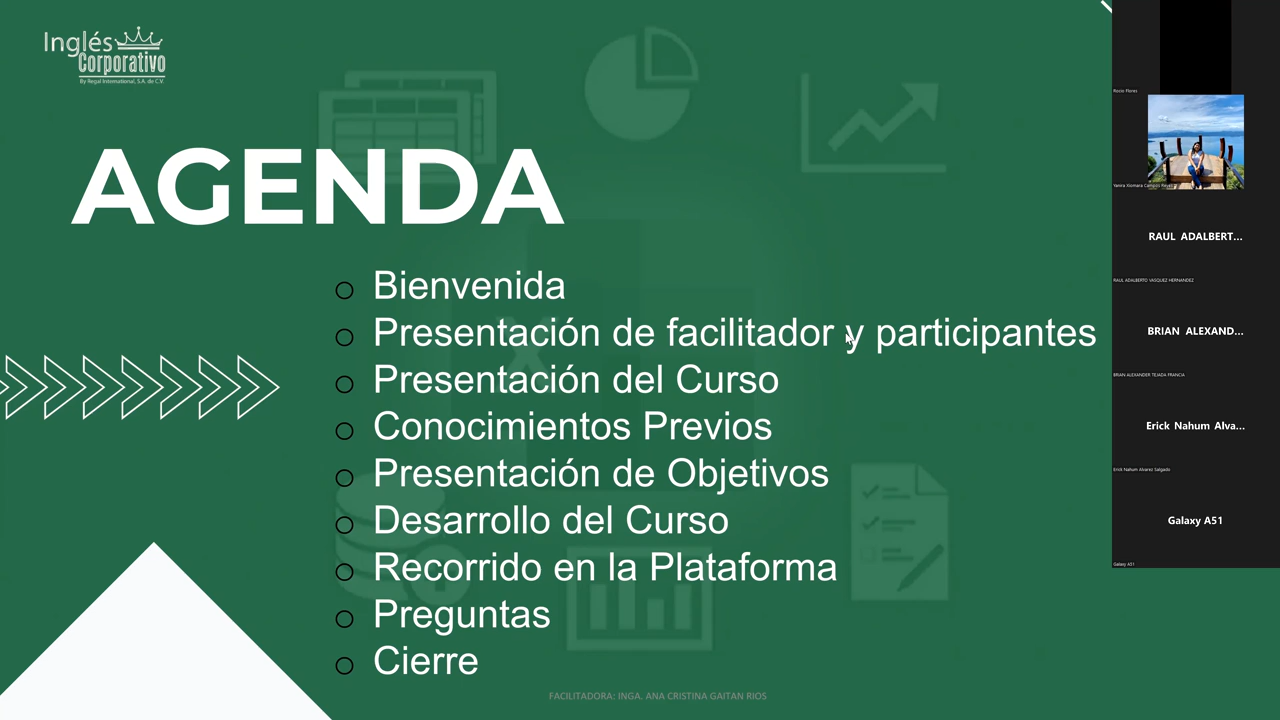 Inglés
Corporativo
By Regal International, S.A. de C.V.
AGENDA
Bienvenida
Presentación de facilitador y participantes
Presentación del Curso
Conocimientos Previos
Presentación de Objetivos
Desarrollo del Curso
Recorrido en la Plataforma
Preguntas
Cierre
FACILITADORA: INGA. ANA CRISTINA GAITAN RIOS
Rocio Flores
Yanira Xiomara Campos
RAUL ADALBERT...
RAUL ADALBERTO VASQUEZ HERNANDEZ
BRIAN ALEXAND...
BRIAN ALEXANDER TEJADA FRANCIA
Erick Nahum Alva...
Erick Nahum Alvarez Salgado
Galaxy A51
Galaxy A51